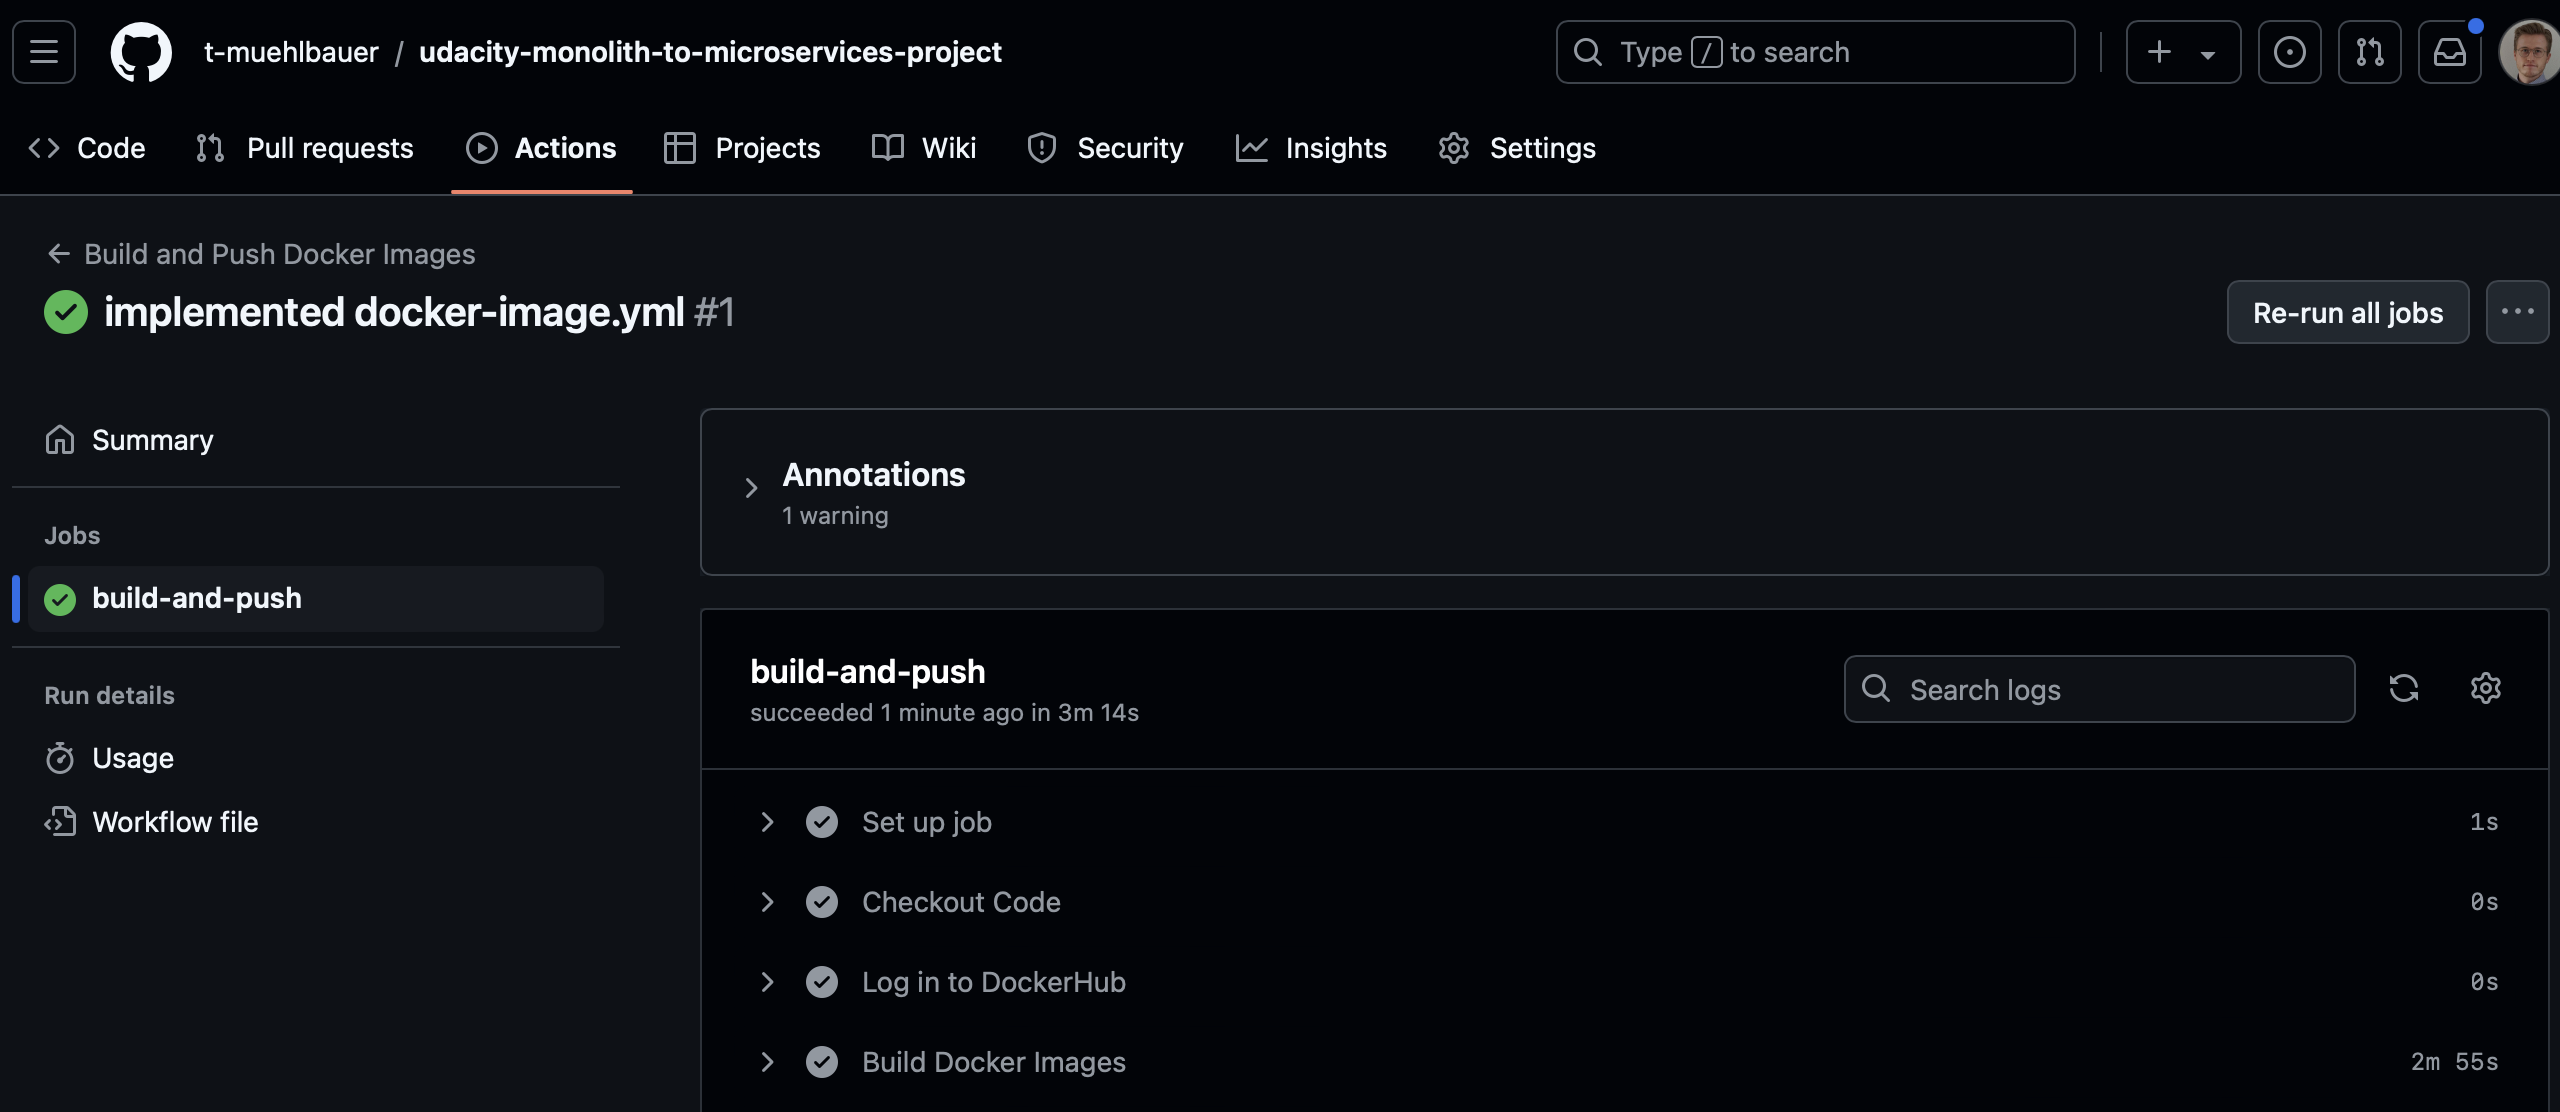 t-muehlbauer / udacity-monolith-to-microservices-project
Type / to search
Code
Pull requests
Actions
Projects
Wiki
Security
Insights
Settings
Build and Push Docker Images
implemented docker-image.yml #1
Re-run all jobs
Summary
Jobs
build-and-push
Run details
Usage
Workflow file
Annotations
1 warning
build-and-push
succeeded 1 minute ago in 3m 14s
Search logs
Set up job 1s
Checkout Code 0s
Log in to DockerHub 0s
Build Docker Images 2m 55s